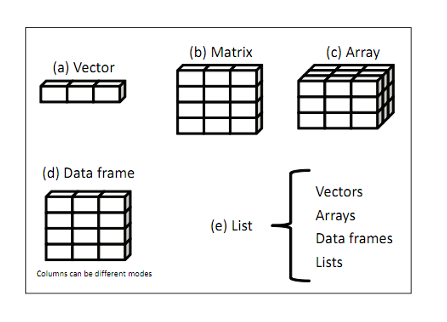 (a) Vector
(b) Matrix
(c) Array
(d) Data frame
Columns can be different modes
(e) List
Vectors
Arrays
Data frames
Lists